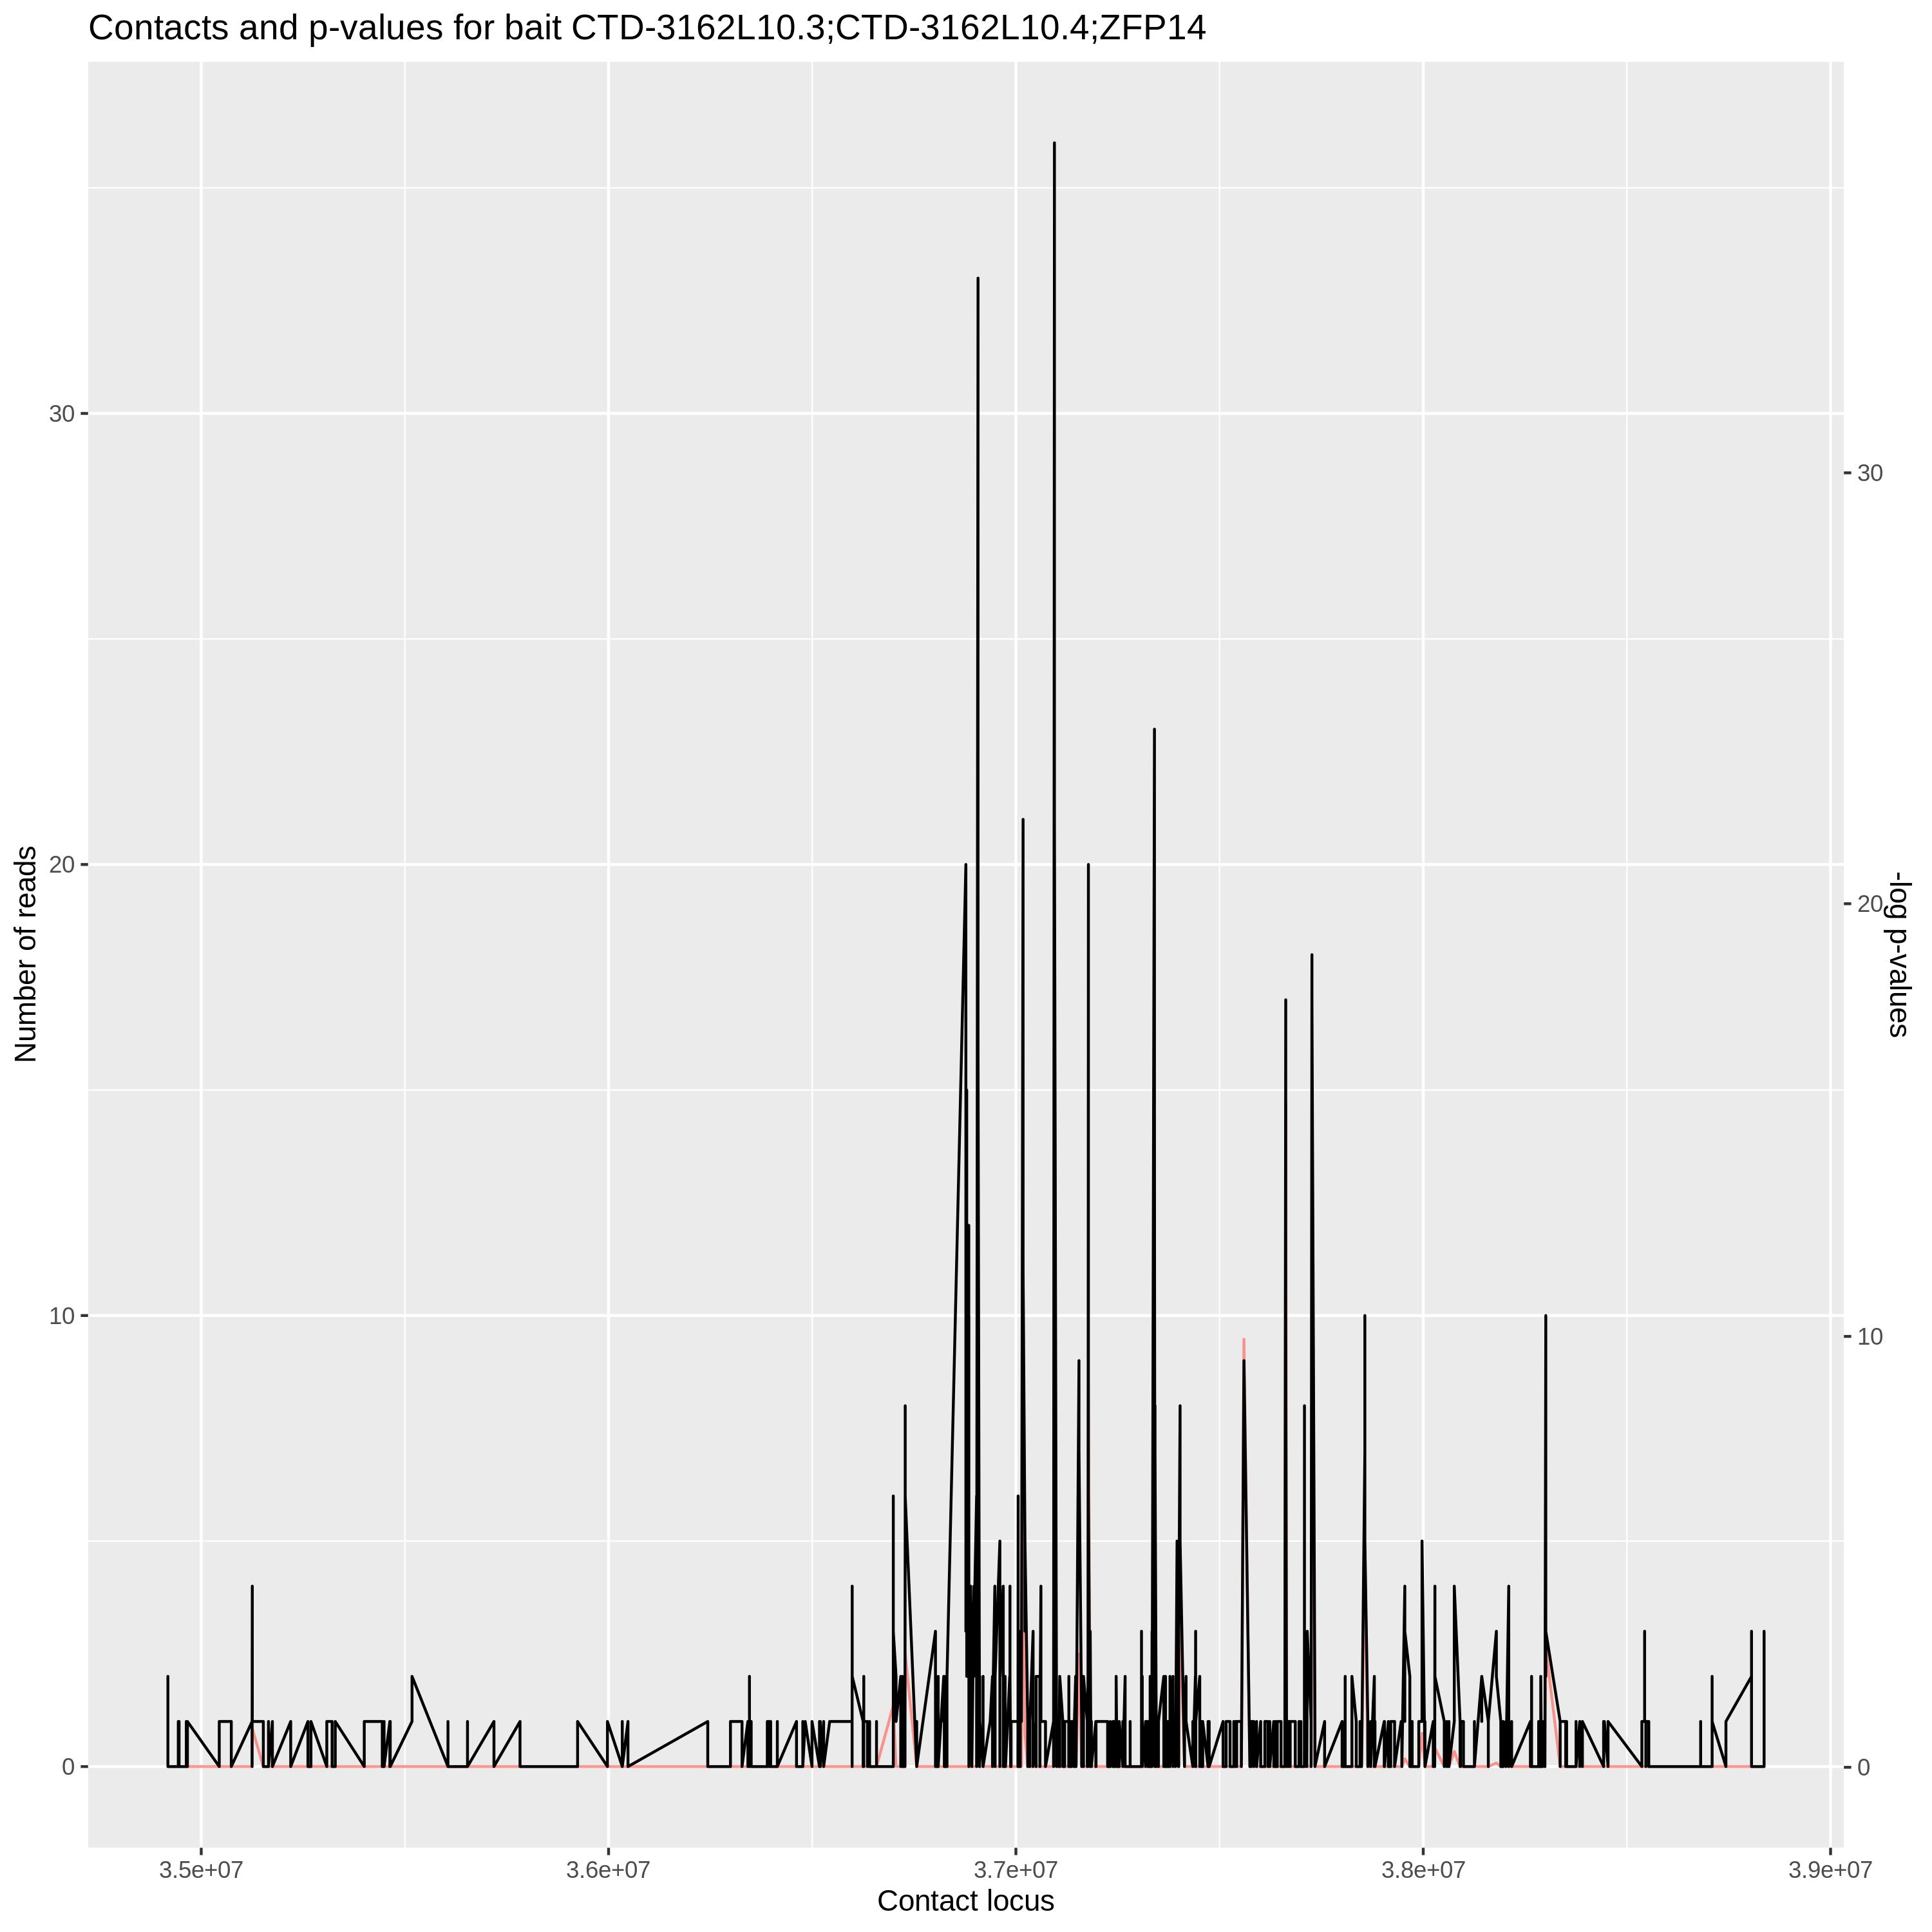 Contacts and p-values for bait CTD-3162L10.3;CTD-3162L10.4;ZFP14
30
20
10
0
Number of reads
30
20
10
0
-log p-values
3.5e+07 3.6e+07 3.7e+07 3.8e+07 3.9e+07
Contact locus